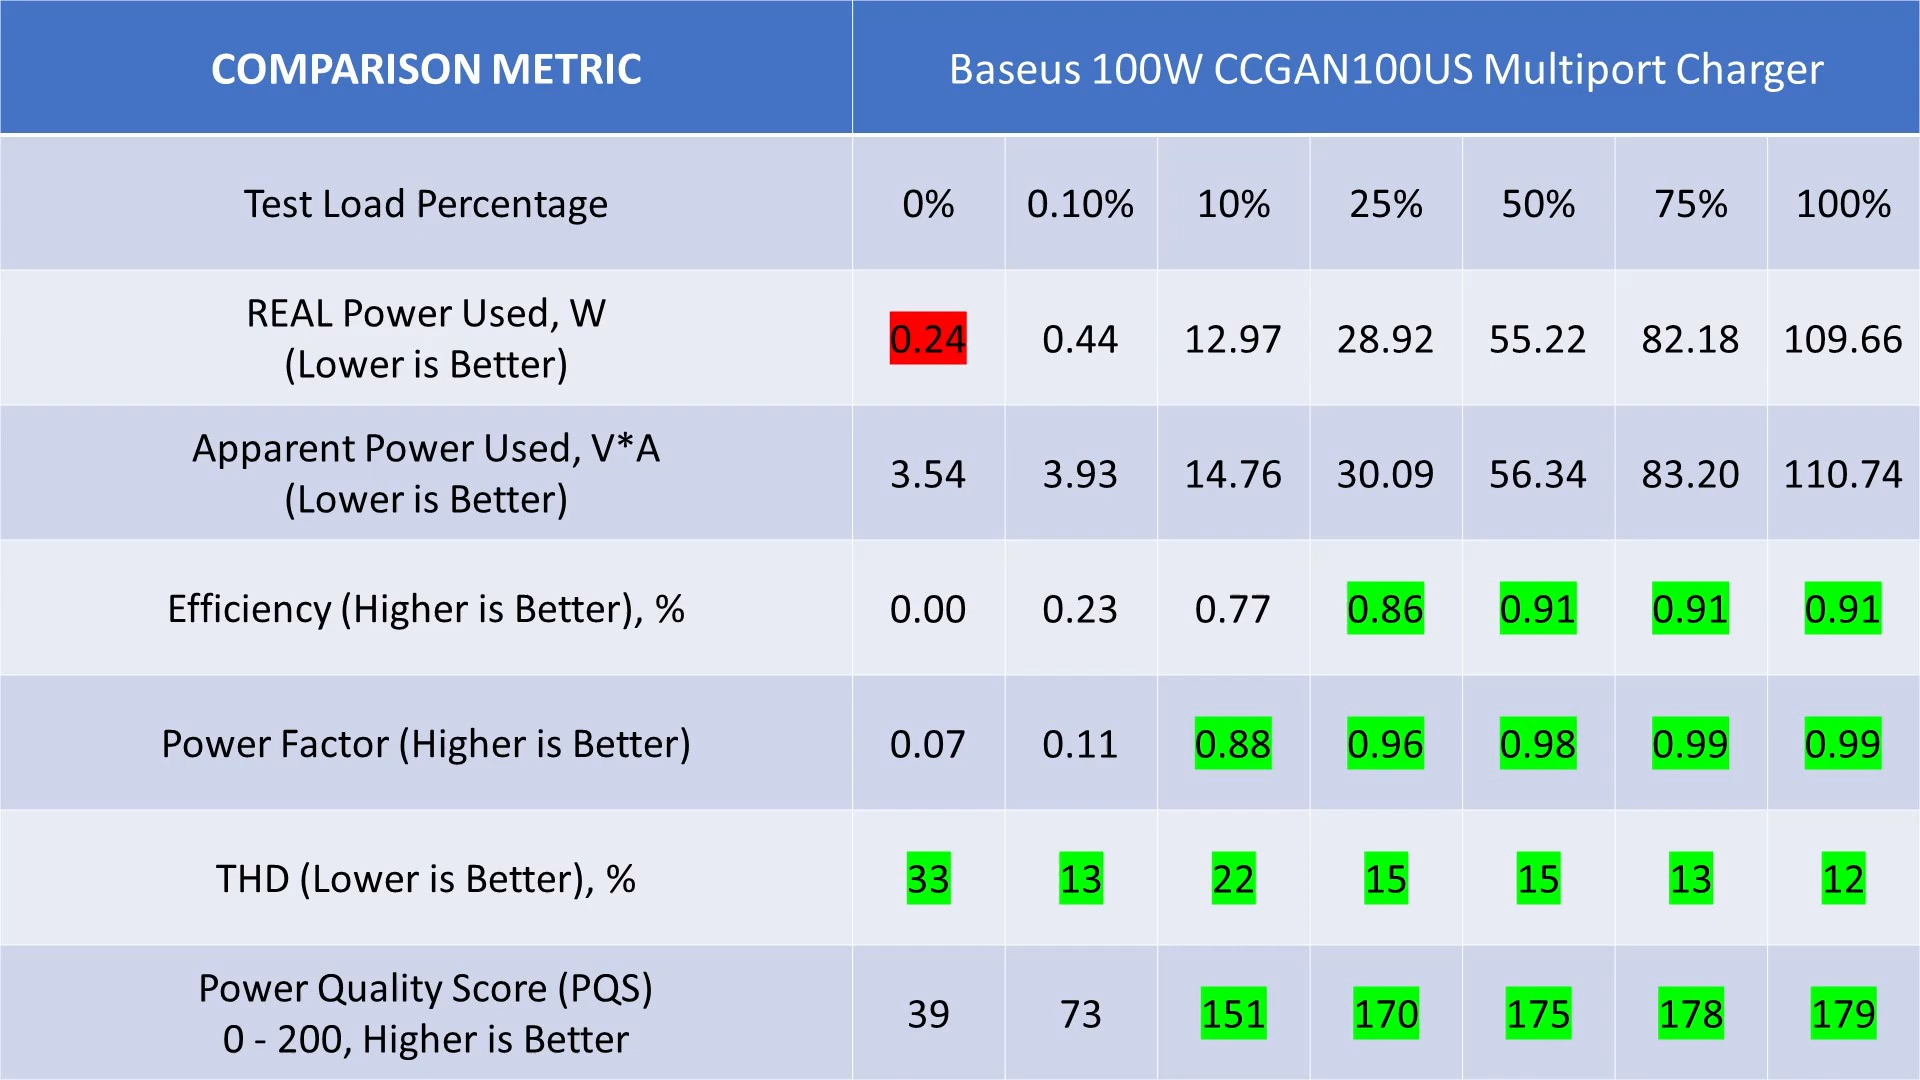 COMPARISON METRIC Baseus 100W CCGAN100US Multiport Charger
Test Load Percentage 0% 0.10% 10% 25% 50% 75% 100%
REAL Power Used, W
(Lower is Better) 0.24 0.44 12.97 28.92 55.22 82.18 109.66
Apparent Power Used, V*A
(Lower is Better) 3.54 3.93 14.76 30.09 56.34 83.20 110.74
Efficiency (Higher is Better), % 0.00 0.23 0.77 0.86 0.91 0.91 0.91
Power Factor (Higher is Better) 0.07 0.11 0.88 0.96 0.98 0.99 0.99
THD (Lower is Better), % 33 13 22 15 15 13 12
Power Quality Score (PQS)
0 - 200, Higher is Better 39 73 151 170 175 178 179